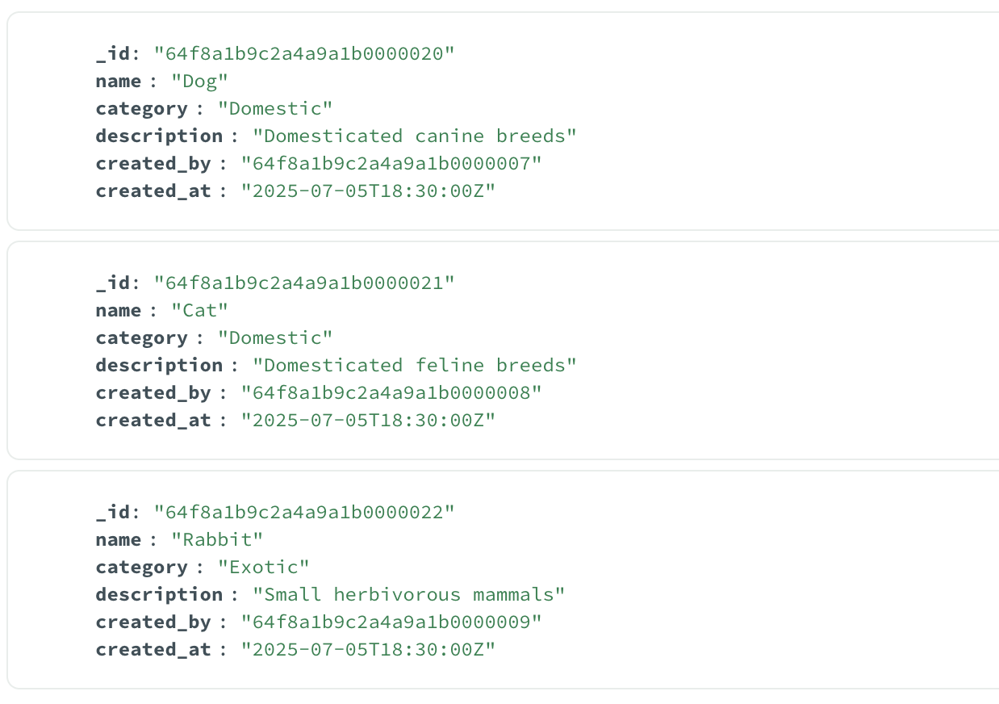 _id: "64f8a1b9c2a4a9a1b0000020"
name : "Dog"
category : "Domestic"
description : "Domesticated canine breeds"
created_by : "64f8a1b9c2a4a9a1b0000007"
created_at : "2025-07-05T18:30:00Z"
_id: "64f8a1b9c2a4a9a1b0000021"
name : "Cat"
category : "Domestic"
description : "Domesticated feline breeds"
created_by : "64f8a1b9c2a4a9a1b0000008"
created_at : "2025-07-05T18:30:00Z"
_id: "64f8a1b9c2a4a9a1b0000022"
name : "Rabbit"
category : "Exotic"
description : "Small herbivorous mammals"
created_by : "64f8a1b9c2a4a9a1b0000009"
created_at : "2025-07-05T18:30:00Z"